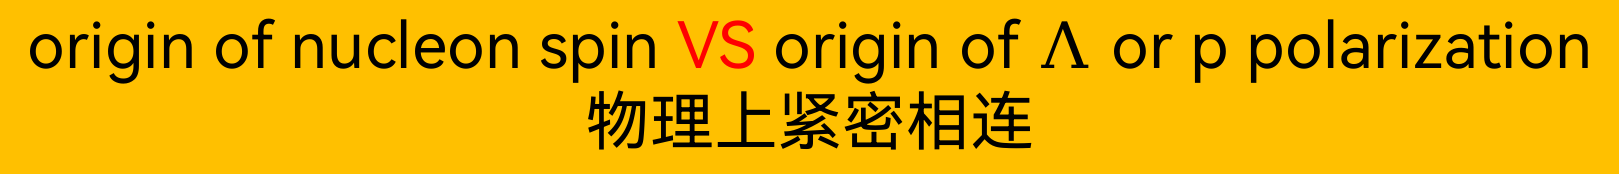 origin of nucleon spin VS origin of Λ or p polarization
物理上紧密相连